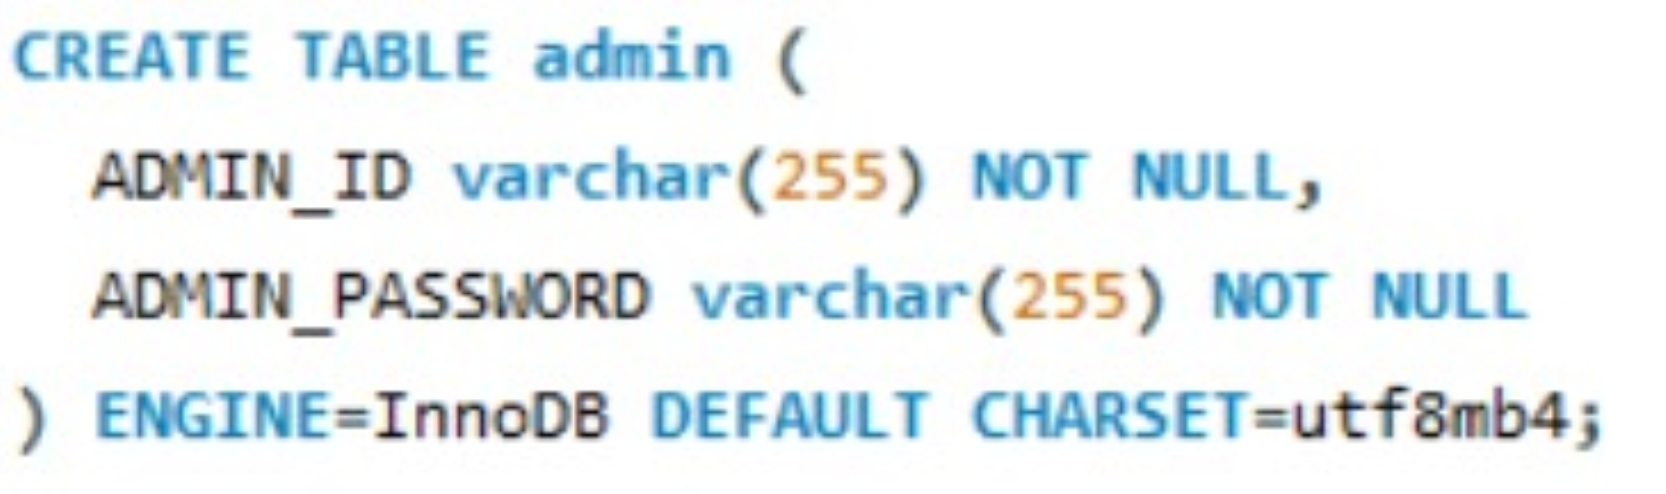 CREATE TABLE admin (
ADMIN_ID varchar(255) NOT NULL,
ADMIN_PASSWORD varchar(255) NOT NULL
) ENGINE=InnoDB DEFAULT CHARSET=utf8mb4;